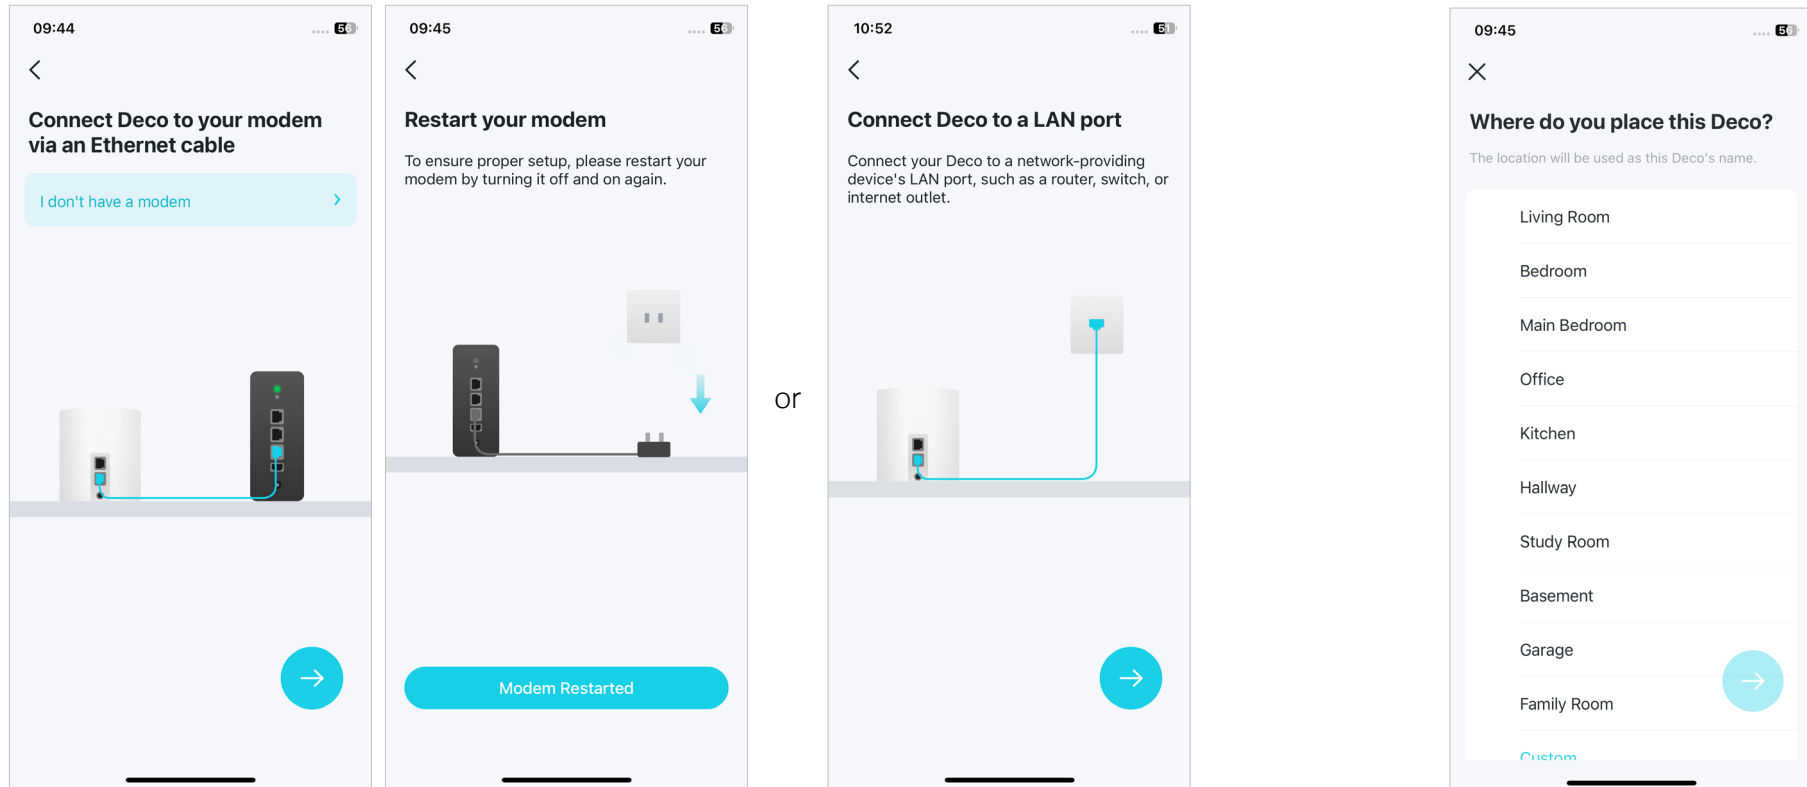 09:44
56
Connect Deco to your modem
via an Ethernet cable
I don't have a modem
09:45
56
Restart your modem
To ensure proper setup, please restart your
modem by turning it off and on again.
Modem Restarted
or
10:52
51
Connect Deco to a LAN port
Connect your Deco to a network-providing
device's LAN port, such as a router, switch, or
internet outlet.
09:45
56
Where do you place this Deco?
The location will be used as this Deco's name.
Living Room
Bedroom
Main Bedroom
Office
Kitchen
Hallway
Study Room
Basement
Garage
Family Room
Custom